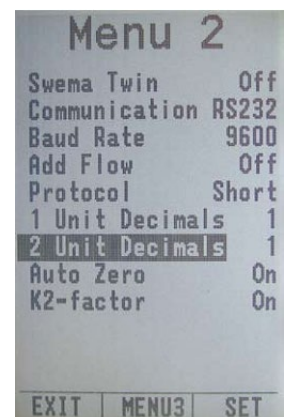 Menu 2
Swema Twin Off
Communication RS232
Baud Rate 9600
Add Flow Off
Protocol Short
1 Unit Decimals 1
2 Unit Decimals 1
Auto Zero On
K2-factor On
EXIT MENU3 SET